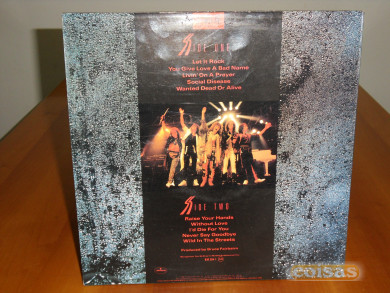 SIDE ONE
Let It Rock
You Give Love A Bad Name
Livin' On A Prayer
Social Disease
Wanted Dead Or Alive
SIDE TWO
Raise Your Hands
Without Love
I'd Die For You
Never Say Goodbye
Wild In The Streets
Produced by Bruce Fairbairn
coisas